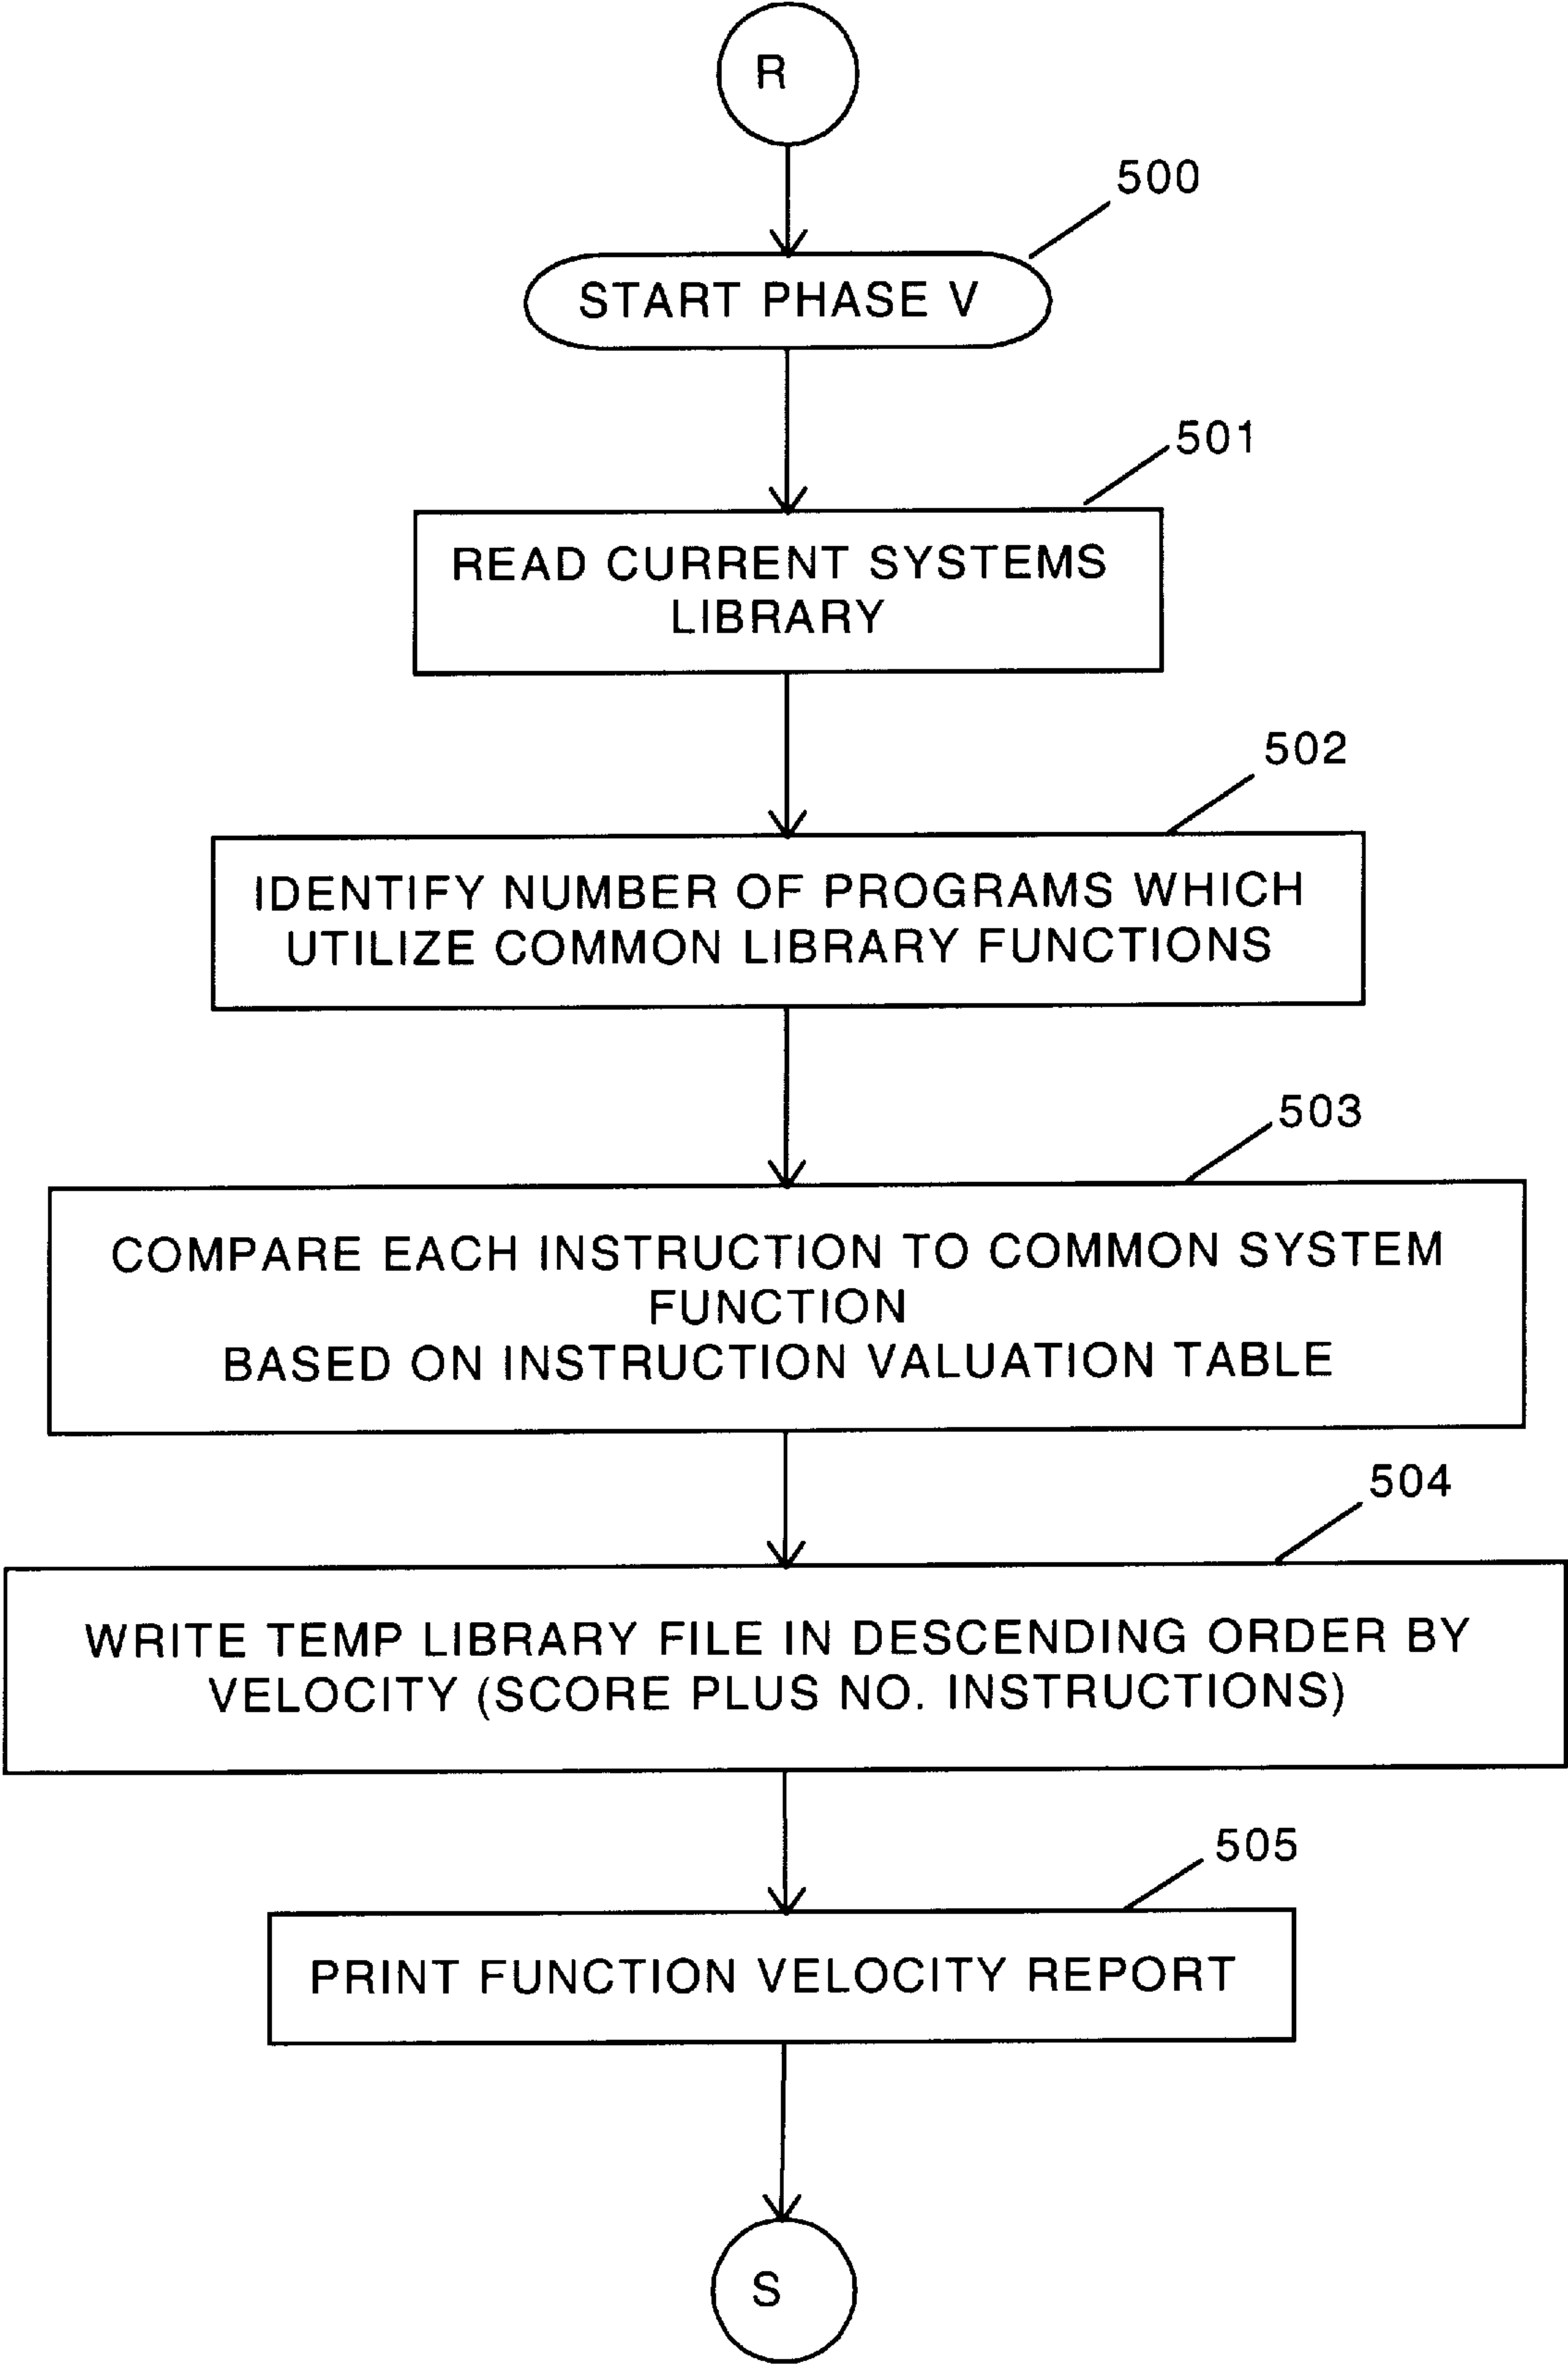 R
500
START PHASE V
501
READ CURRENT SYSTEMS
LIBRARY
502
IDENTIFY NUMBER OF PROGRAMS WHICH
UTILIZE COMMON LIBRARY FUNCTIONS
503
COMPARE EACH INSTRUCTION TO COMMON SYSTEM
FUNCTION
BASED ON INSTRUCTION VALUATION TABLE
504
WRITE TEMP LIBRARY FILE IN DESCENDING ORDER BY
VELOCITY (SCORE PLUS NO. INSTRUCTIONS)
505
PRINT FUNCTION VELOCITY REPORT
S